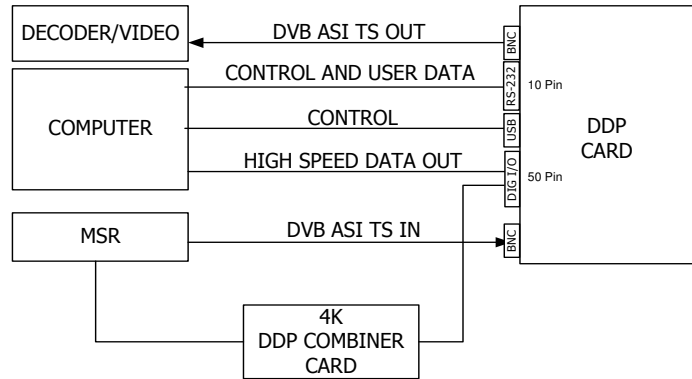 DECODER/VIDEO
DVB ASI TS OUT
BNC
CONTROL AND USER DATA
RS-232
10 Pin
COMPUTER
CONTROL
USB
DDP
CARD
HIGH SPEED DATA OUT
DIG I/O
50 Pin
MSR
DVB ASI TS IN
BNC
4K
DDP COMBINER
CARD